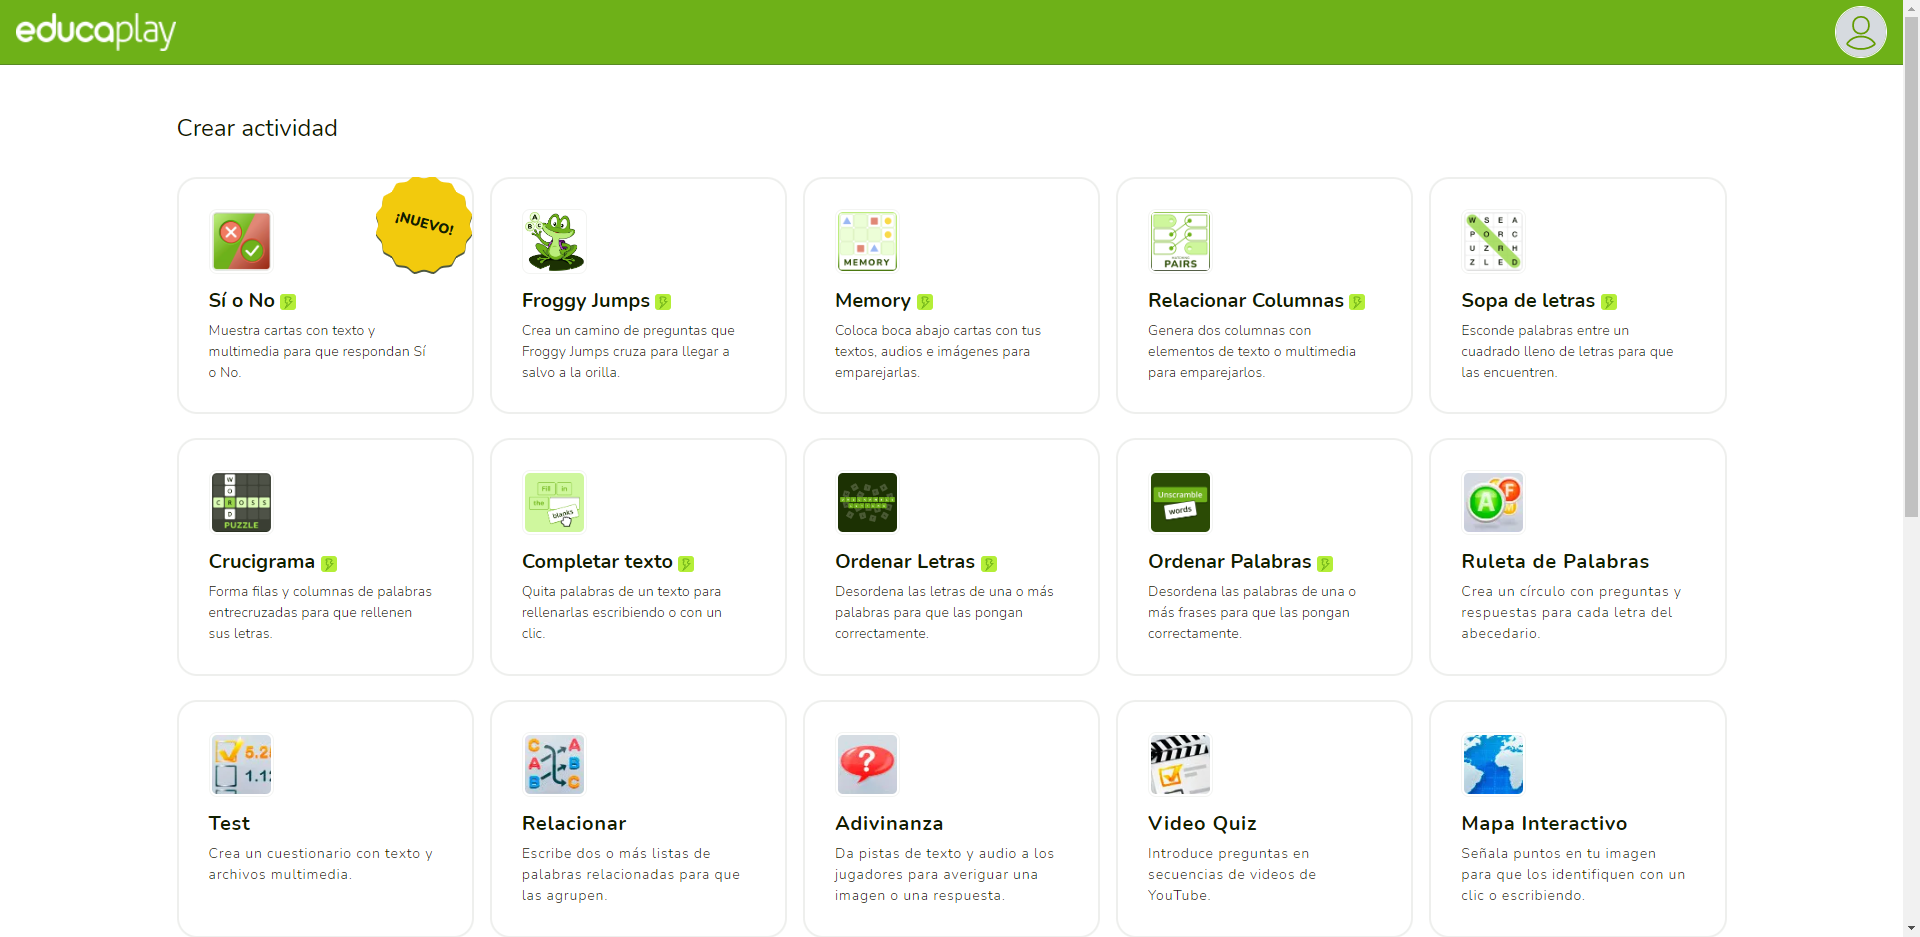 educaplay
Crear actividad
¡NUEVO!
Sí o No
Muestra cartas con texto y
multimedia para que respondan Sí
o No.
A
B C
Froggy Jumps
Crea un camino de preguntas que
Froggy Jumps cruza para llegar a
salvo a la orilla.
MEMORY
Memory
Coloca boca abajo cartas con tus
textos, audios e imágenes para
emparejarlas.
PAIRS
Relacionar Columnas
Genera dos columnas con
elementos de texto o multimedia
para emparejarlos.
W S E A
P O R C
U Z R H
Z L E D
Sopa de letras
Esconde palabras entre un
cuadrado lleno de letras para que
las encuentren.
W
O
C R O S S
D
PUZZLE
Crucigrama
Forma filas y columnas de palabras
entrecruzadas para que rellenen
sus letras.
Fill in
the
blanks
Completar texto
Quita palabras de un texto para
rellenarlas escribiendo o con un
clic.
Ordenar Letras
Desordena las letras de una o más
palabras para que las pongan
correctamente.
Unscramble
words
Ordenar Palabras
Desordena las palabras de una o
más frases para que las pongan
correctamente.
A F
Ruleta de Palabras
Crea un círculo con preguntas y
respuestas para cada letra del
abecedario.
5.2
1.1
Test
Crea un cuestionario con texto y
archivos multimedia.
C A
A B
B C
Relacionar
Escribe dos o más listas de
palabras relacionadas para que
las agrupen.
?
Adivinanza
Da pistas de texto y audio a los
jugadores para averiguar una
imagen o una respuesta.
Video Quiz
Introduce preguntas en
secuencias de videos de
YouTube.
Mapa Interactivo
Señala puntos en tu imagen
para que los identifiquen con un
clic o escribiendo.